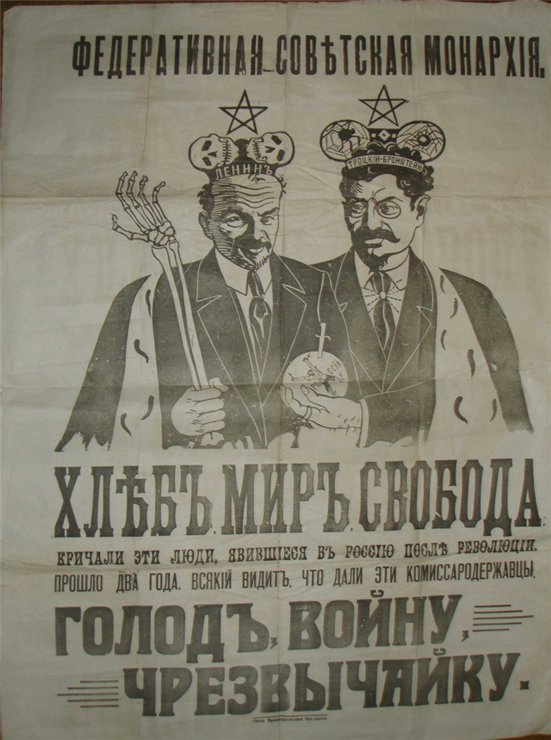 ФЕДЕРАТИВНАЯ СОВѢТСКАЯ МОНАРХІЯ.
ЛЕНИНЪ
ТРОЦКІЙ-БРОНШТЕЙНЪ
ХЛѢБЪ, МИРЪ, СВОБОДА.
КРИЧАЛИ ЭТИ ЛЮДИ, ЯВИВШІЕСЯ ВЪ РОССІЮ ПОСЛѢ РЕВОЛЮЦІИ.
ПРОШЛО ДВА ГОДА. ВСЯКІЙ ВИДИТЪ, ЧТО ДАЛИ ЭТИ КОМИССАРОДЕРЖАВЦЫ.
ГОЛОДЪ, ВОЙНУ,
ЧРЕЗВЫЧАЙКУ.